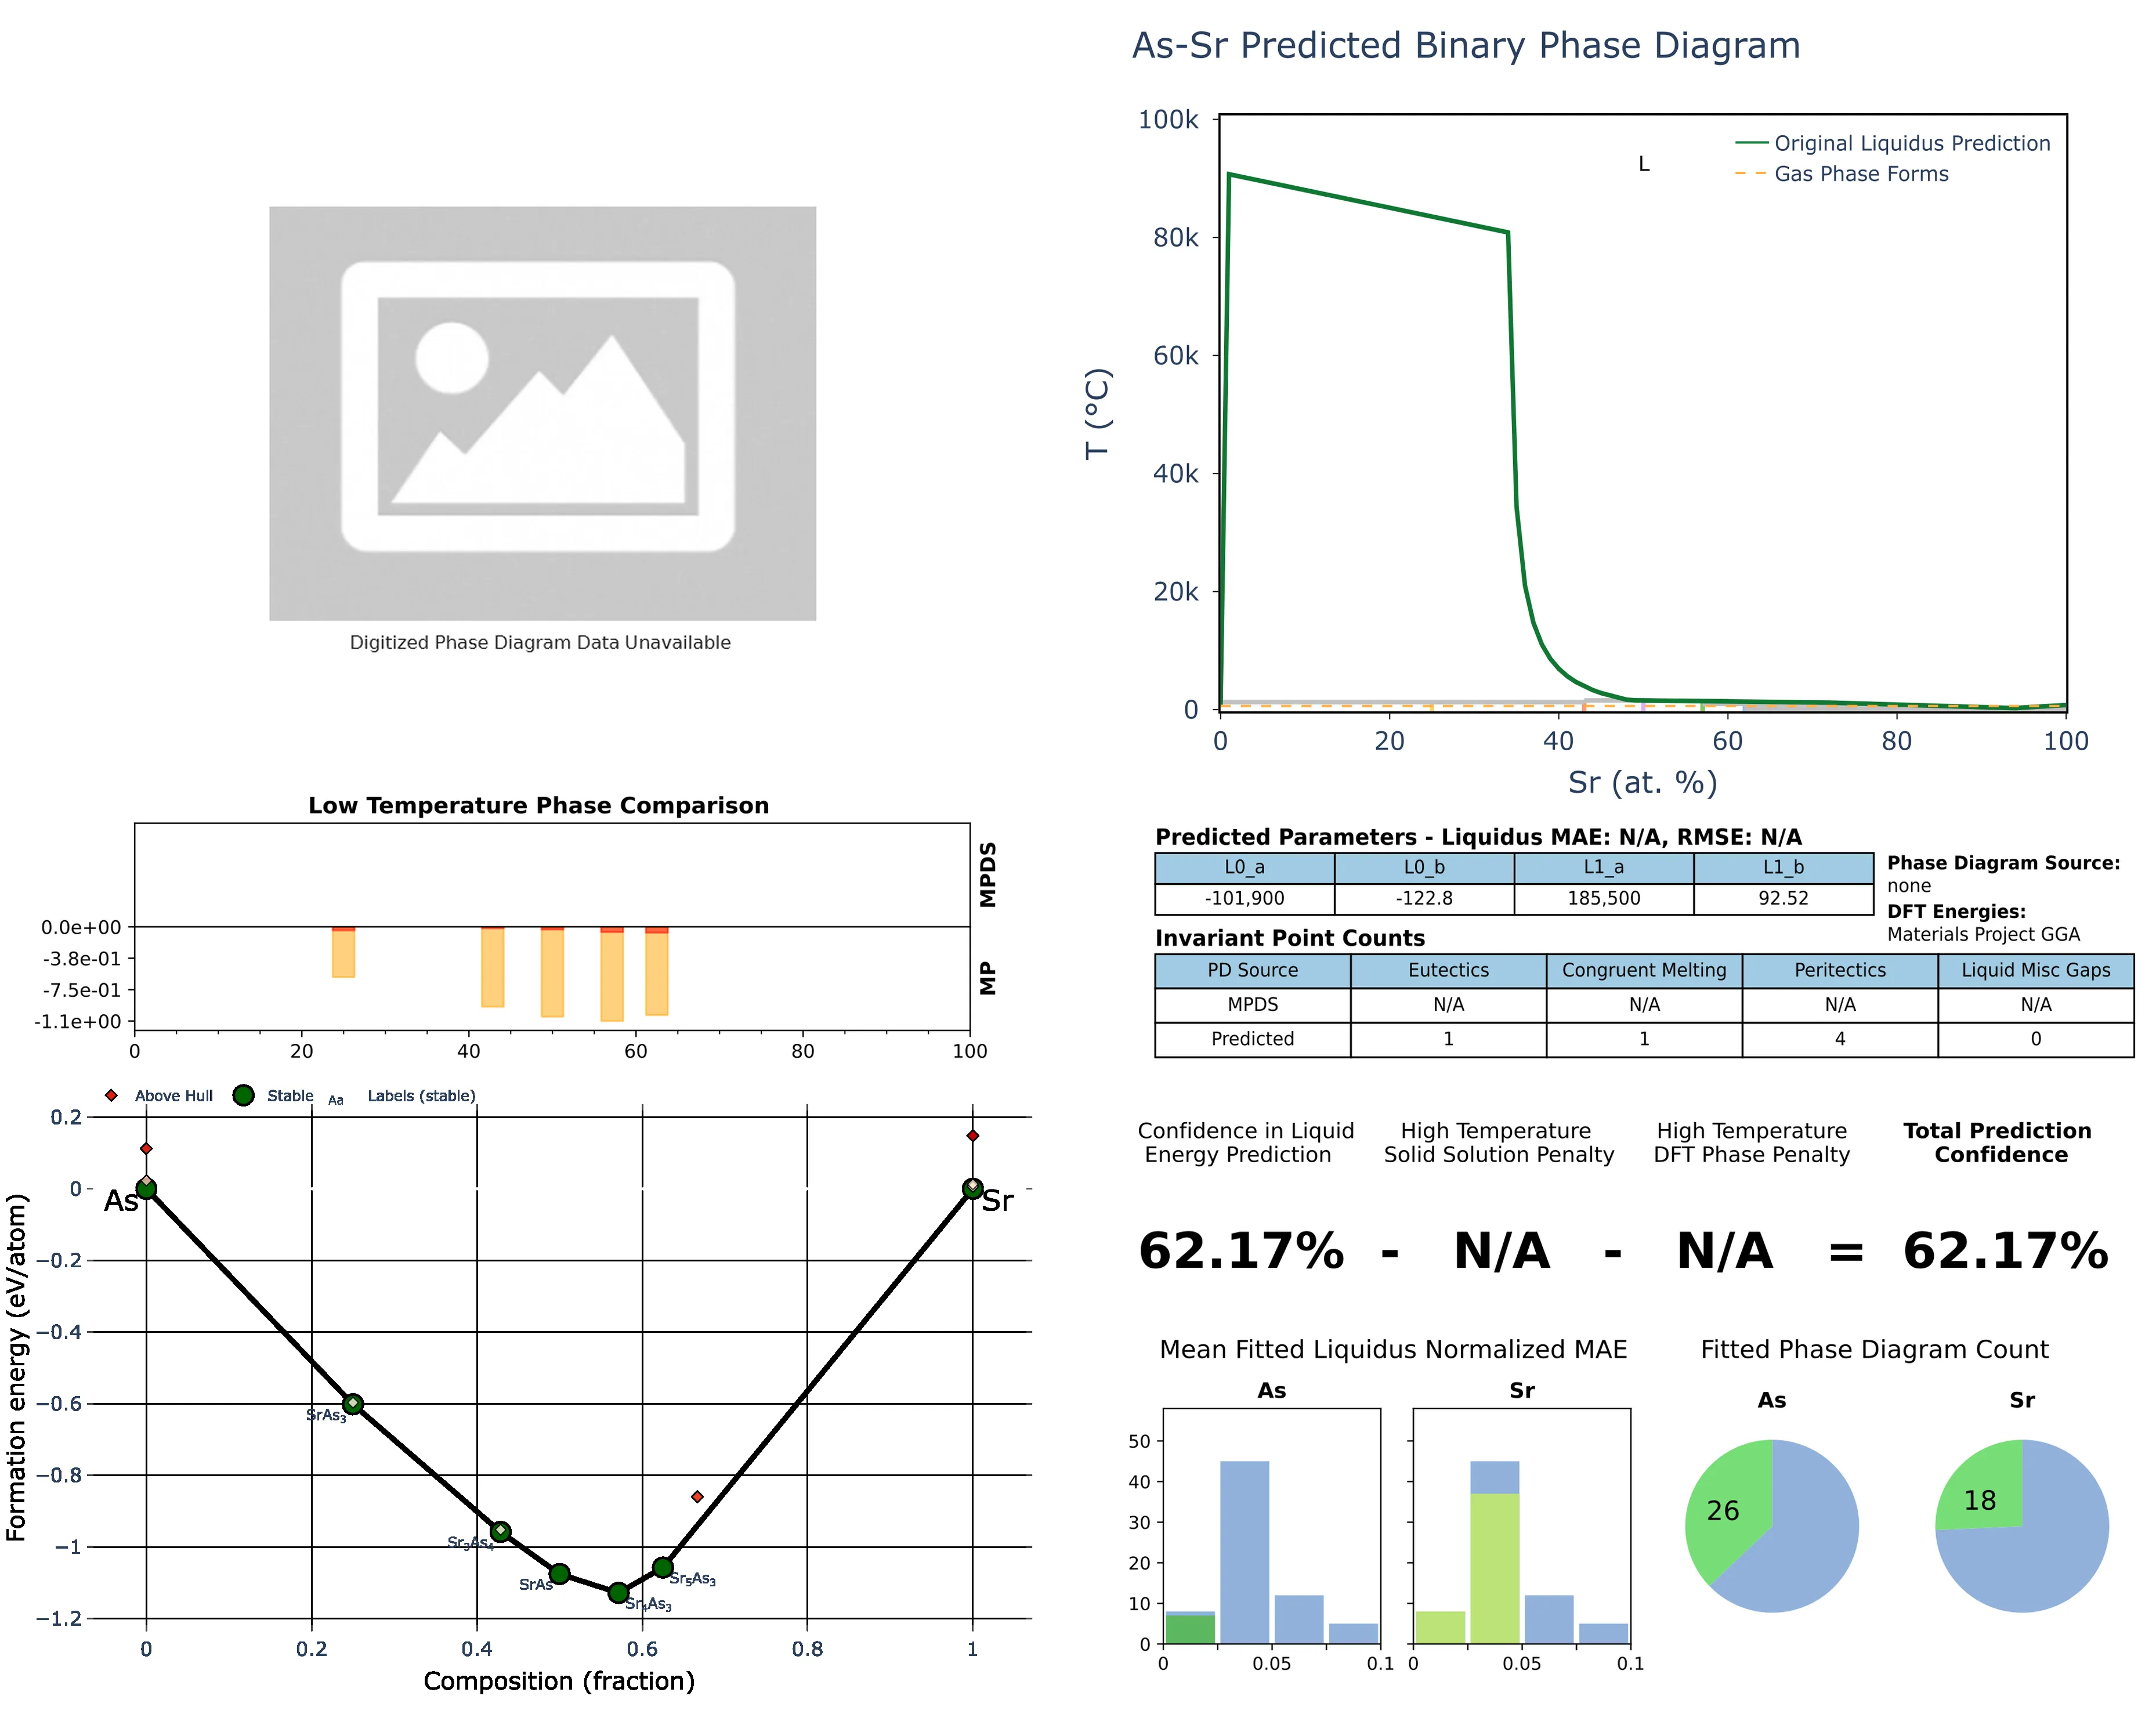 As-Sr Predicted Binary Phase Diagram
100k
80k
60k
40k
20k
0
T (°C)
L
Original Liquidus Prediction
Gas Phase Forms
0 20 40 60 80 100
Sr (at. %)
Digitized Phase Diagram Data Unavailable
Low Temperature Phase Comparison
MPDS
MP
0.0e+00
-3.8e-01
-7.5e-01
-1.1e+00
0 20 40 60 80 100
Predicted Parameters - Liquidus MAE: N/A, RMSE: N/A
L0_a L0_b L1_a L1_b
-101,900 -122.8 185,500 92.52
Phase Diagram Source:
none
DFT Energies:
Materials Project GGA
Invariant Point Counts
PD Source Eutectics Congruent Melting Peritectics Liquid Misc Gaps
MPDS N/A N/A N/A N/A
Predicted 1 1 4 0
Above Hull Stable Aa Labels (stable)
0.2
0
−0.2
−0.4
−0.6
−0.8
−1
−1.2
Formation energy (eV/atom)
As
Sr
SrAs₃
Sr₃As₄
SrAs
Sr₄As₃
Sr₅As₃
0 0.2 0.4 0.6 0.8 1
Composition (fraction)
Confidence in Liquid
Energy Prediction
High Temperature
Solid Solution Penalty
High Temperature
DFT Phase Penalty
Total Prediction
Confidence
62.17% - N/A - N/A = 62.17%
Mean Fitted Liquidus Normalized MAE
As
Sr
50
40
30
20
10
0
0 0.05 0.1
0 0.05 0.1
Fitted Phase Diagram Count
As
Sr
26
18